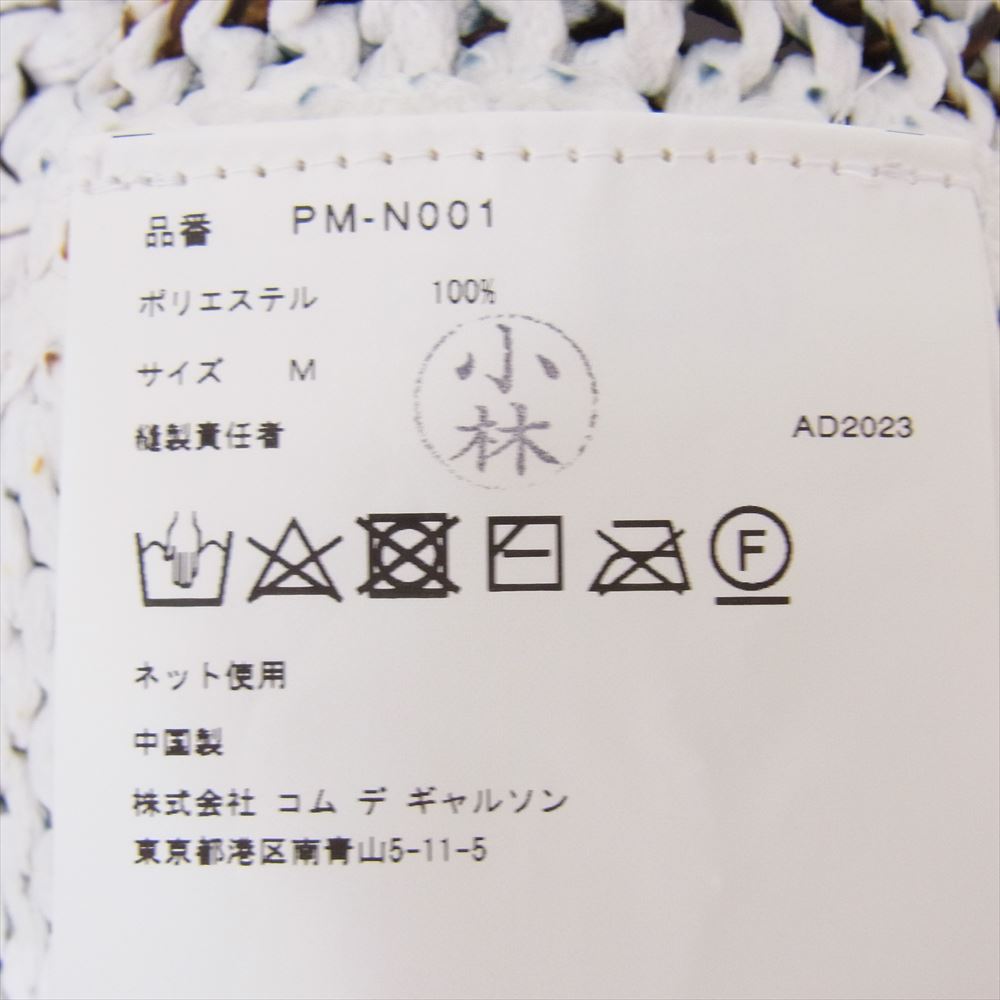 品番 PM-N001
ポリエステル 100%
サイズ M
小林
縫製責任者 AD2023
F
ネット使用
中国製
株式会社 コム デ ギャルソン
東京都港区南青山5-11-5